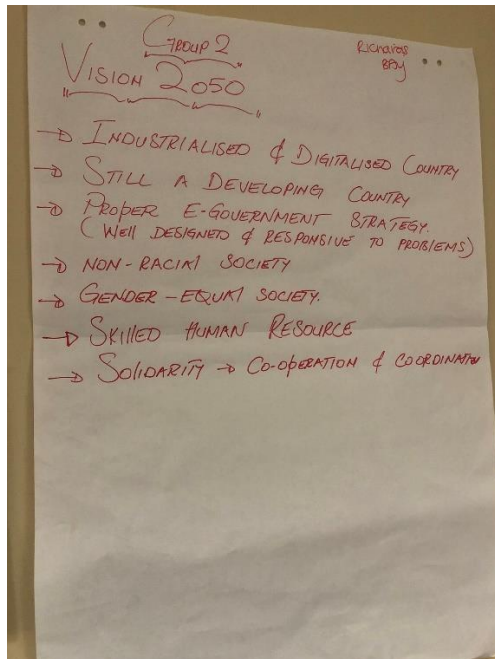 Group 2
Richards
Bay
Vision 2050
→ Industrialised & Digitalised Country
→ Still a Developing Country
→ Proper E-Government Strategy.
(Well designed & responsive to problems)
→ Non-racial society
→ Gender-equal society.
→ Skilled Human Resource
→ Solidarity → Co-operation & Coordination